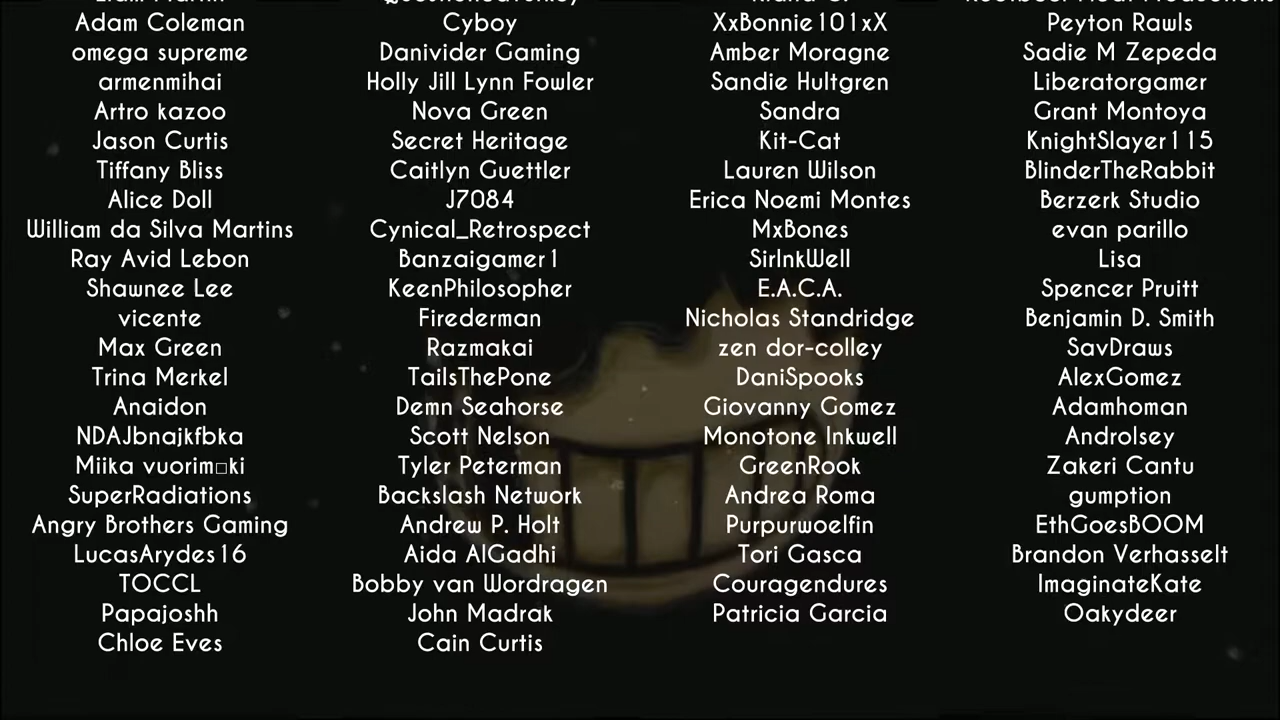 Adam Coleman
omega supreme
armenmihai
Artro kazoo
Jason Curtis
Tiffany Bliss
Alice Doll
William da Silva Martins
Ray Avid Lebon
Shawnee Lee
vicente
Max Green
Trina Merkel
Anaidon
NDAJbnajkfbka
Miika vuorim□ki
SuperRadiations
Angry Brothers Gaming
LucasArydes16
TOCCL
Papajoshh
Chloe Eves
Cyboy
Danivider Gaming
Holly Jill Lynn Fowler
Nova Green
Secret Heritage
Caitlyn Guettler
J7084
Cynical_Retrospect
Banzaigamer1
KeenPhilosopher
Firederman
Razmakai
TailsThePone
Demn Seahorse
Scott Nelson
Tyler Peterman
Backslash Network
Andrew P. Holt
Aida AlGadhi
Bobby van Wordragen
John Madrak
Cain Curtis
XxBonnie101xX
Amber Moragne
Sandie Hultgren
Sandra
Kit-Cat
Lauren Wilson
Erica Noemi Montes
MxBones
SirInkWell
E.A.C.A.
Nicholas Standridge
zen dor-colley
DaniSpooks
Giovanny Gomez
Monotone Inkwell
GreenRook
Andrea Roma
Purpurwoelfin
Tori Gasca
Couragendures
Patricia Garcia
Peyton Rawls
Sadie M Zepeda
Liberatorgamer
Grant Montoya
KnightSlayer115
BlinderTheRabbit
Berzerk Studio
evan parillo
Lisa
Spencer Pruitt
Benjamin D. Smith
SavDraws
AlexGomez
Adamhoman
Androlsey
Zakeri Cantu
gumption
EthGoesBOOM
Brandon Verhasselt
ImaginateKate
Oakydeer